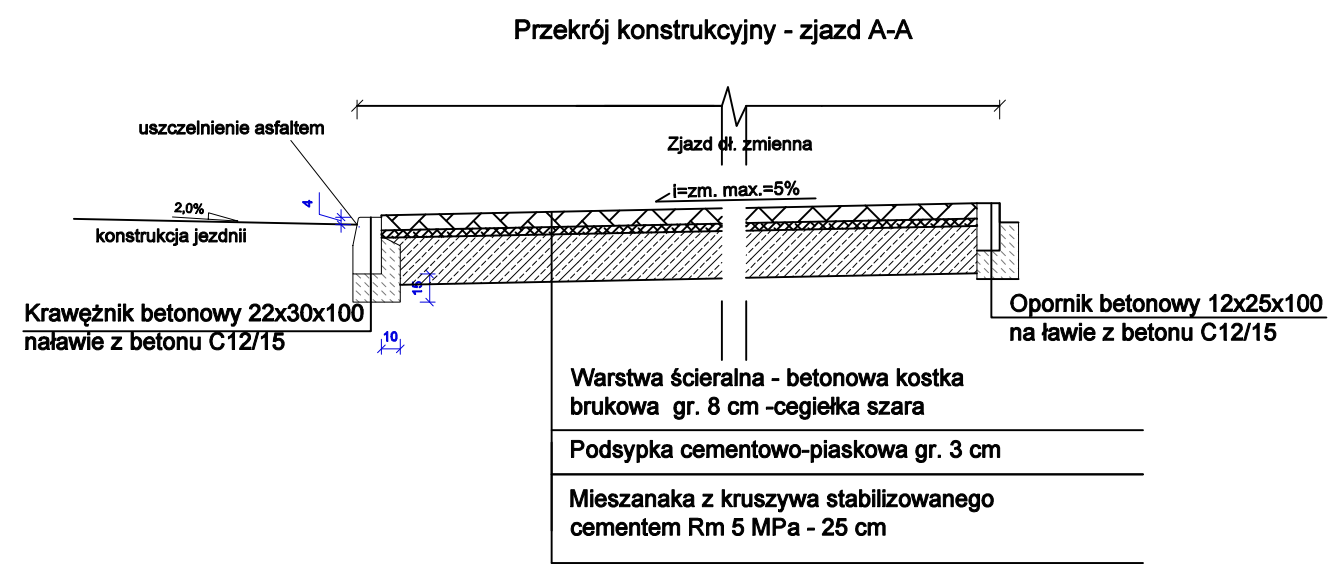 Przekrój konstrukcyjny - zjazd A-A
uszczelnienie asfaltem
Zjazd dł. zmienna
i=zm. max.=5%
4
2,0%
konstrukcja jezdnii
15
Krawężnik betonowy 22x30x100
naławie z betonu C12/15
10
Opornik betonowy 12x25x100
na ławie z betonu C12/15
Warstwa ścieralna - betonowa kostka
brukowa gr. 8 cm -cegiełka szara
Podsypka cementowo-piaskowa gr. 3 cm
Mieszanaka z kruszywa stabilizowanego
cementem Rm 5 MPa - 25 cm